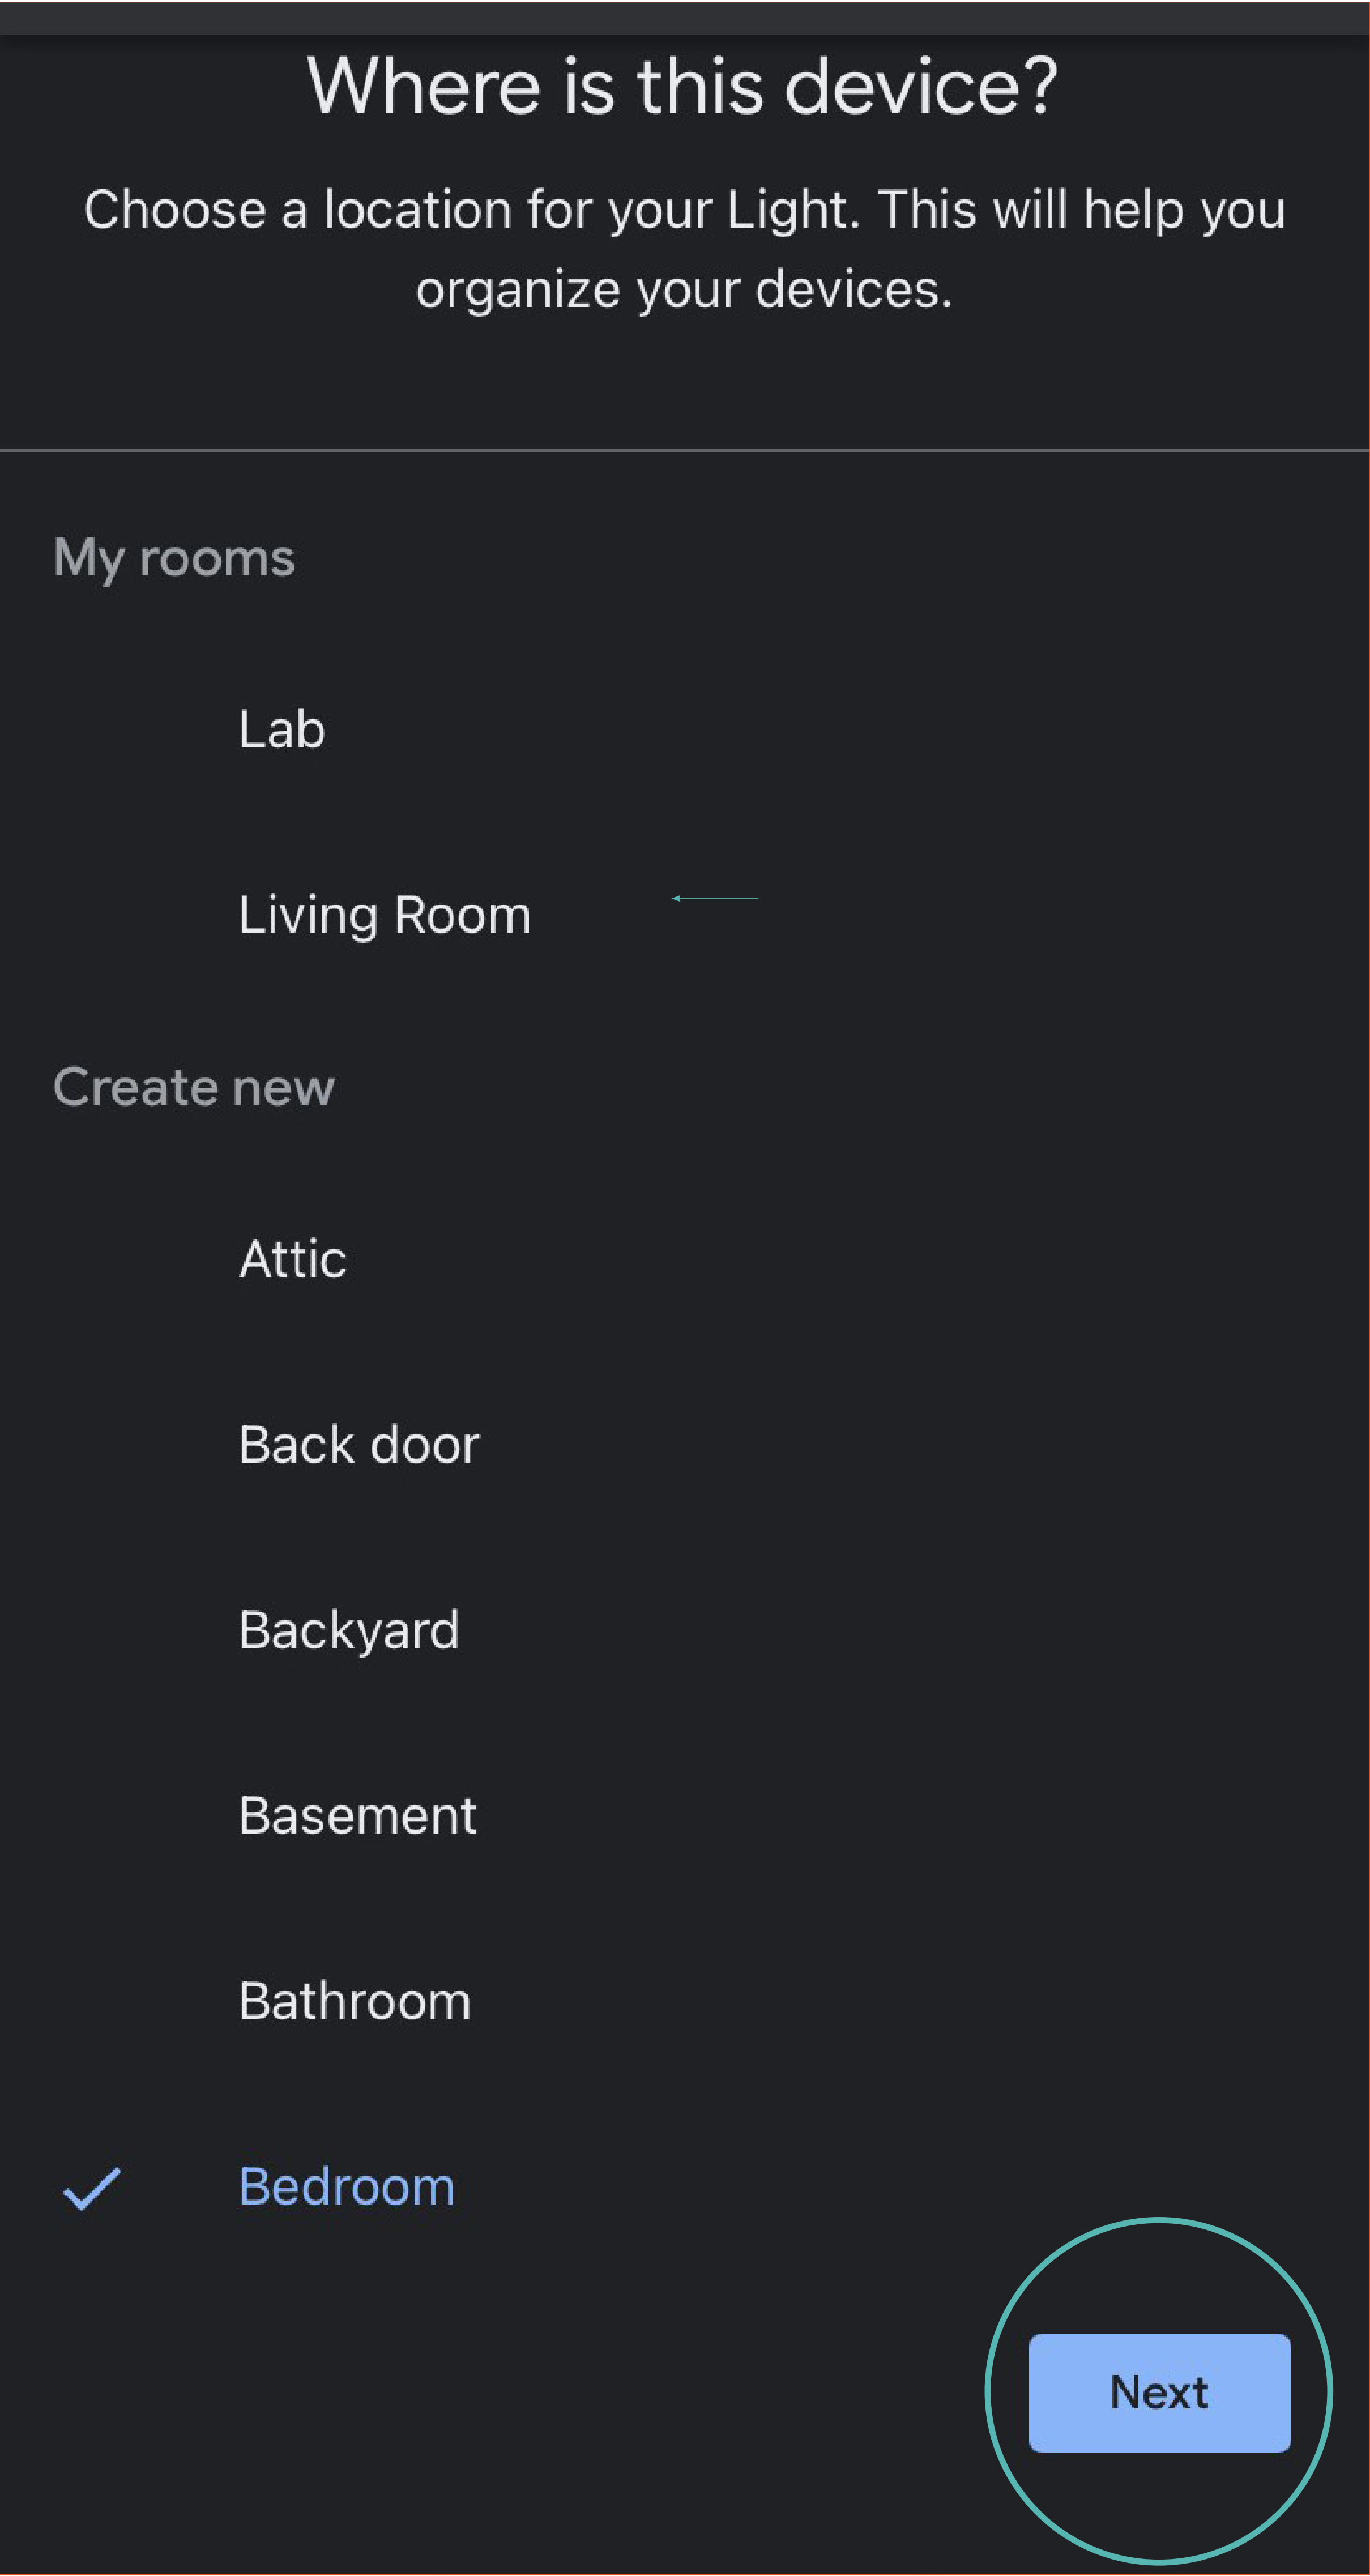 Where is this device?
Choose a location for your Light. This will help you
organize your devices.
My rooms
Lab
Living Room
Create new
Attic
Back door
Backyard
Basement
Bathroom
Bedroom
Next